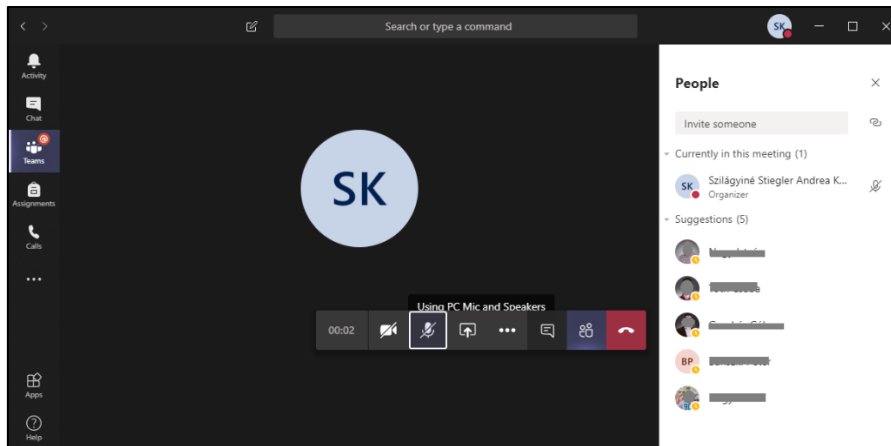 Search or type a command
SK
Activity
Chat
Teams
Assignments
Calls
Apps
Help
SK
Using PC Mic and Speakers
00:02
People
Invite someone
Currently in this meeting (1)
SK
Szilágyiné Stiegler Andrea K...
Organizer
Suggestions (5)
BP